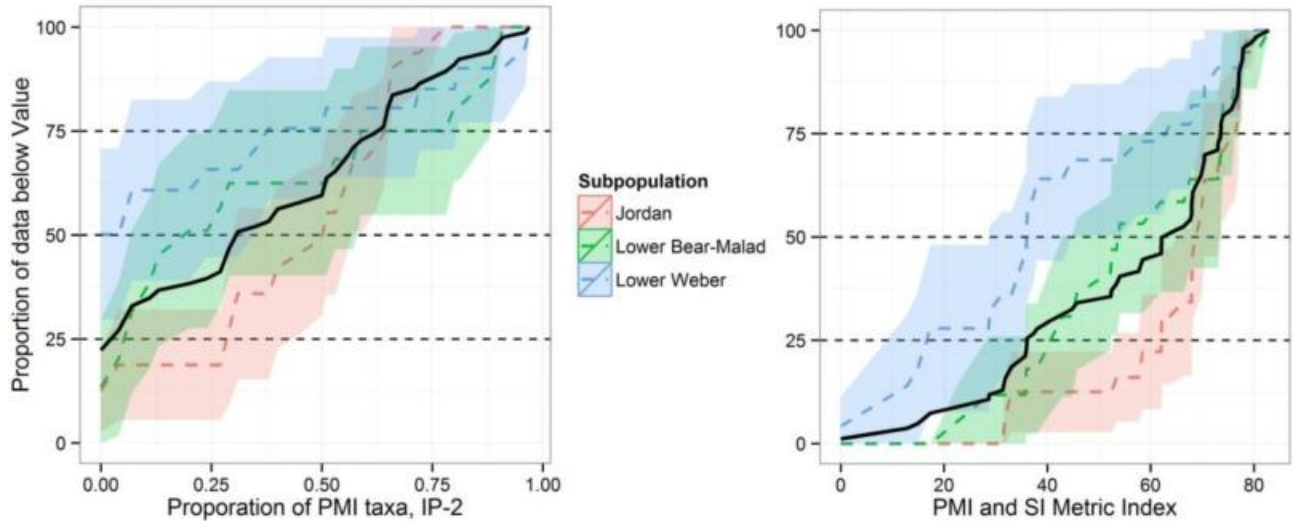 Proportion of data below Value
100
75
50
25
0
0.00
0.25
0.50
0.75
1.00
Proporation of PMI taxa, IP-2
Subpopulation
Jordan
Lower Bear-Malad
Lower Weber
100
75
50
25
0
0
20
40
60
80
PMI and SI Metric Index